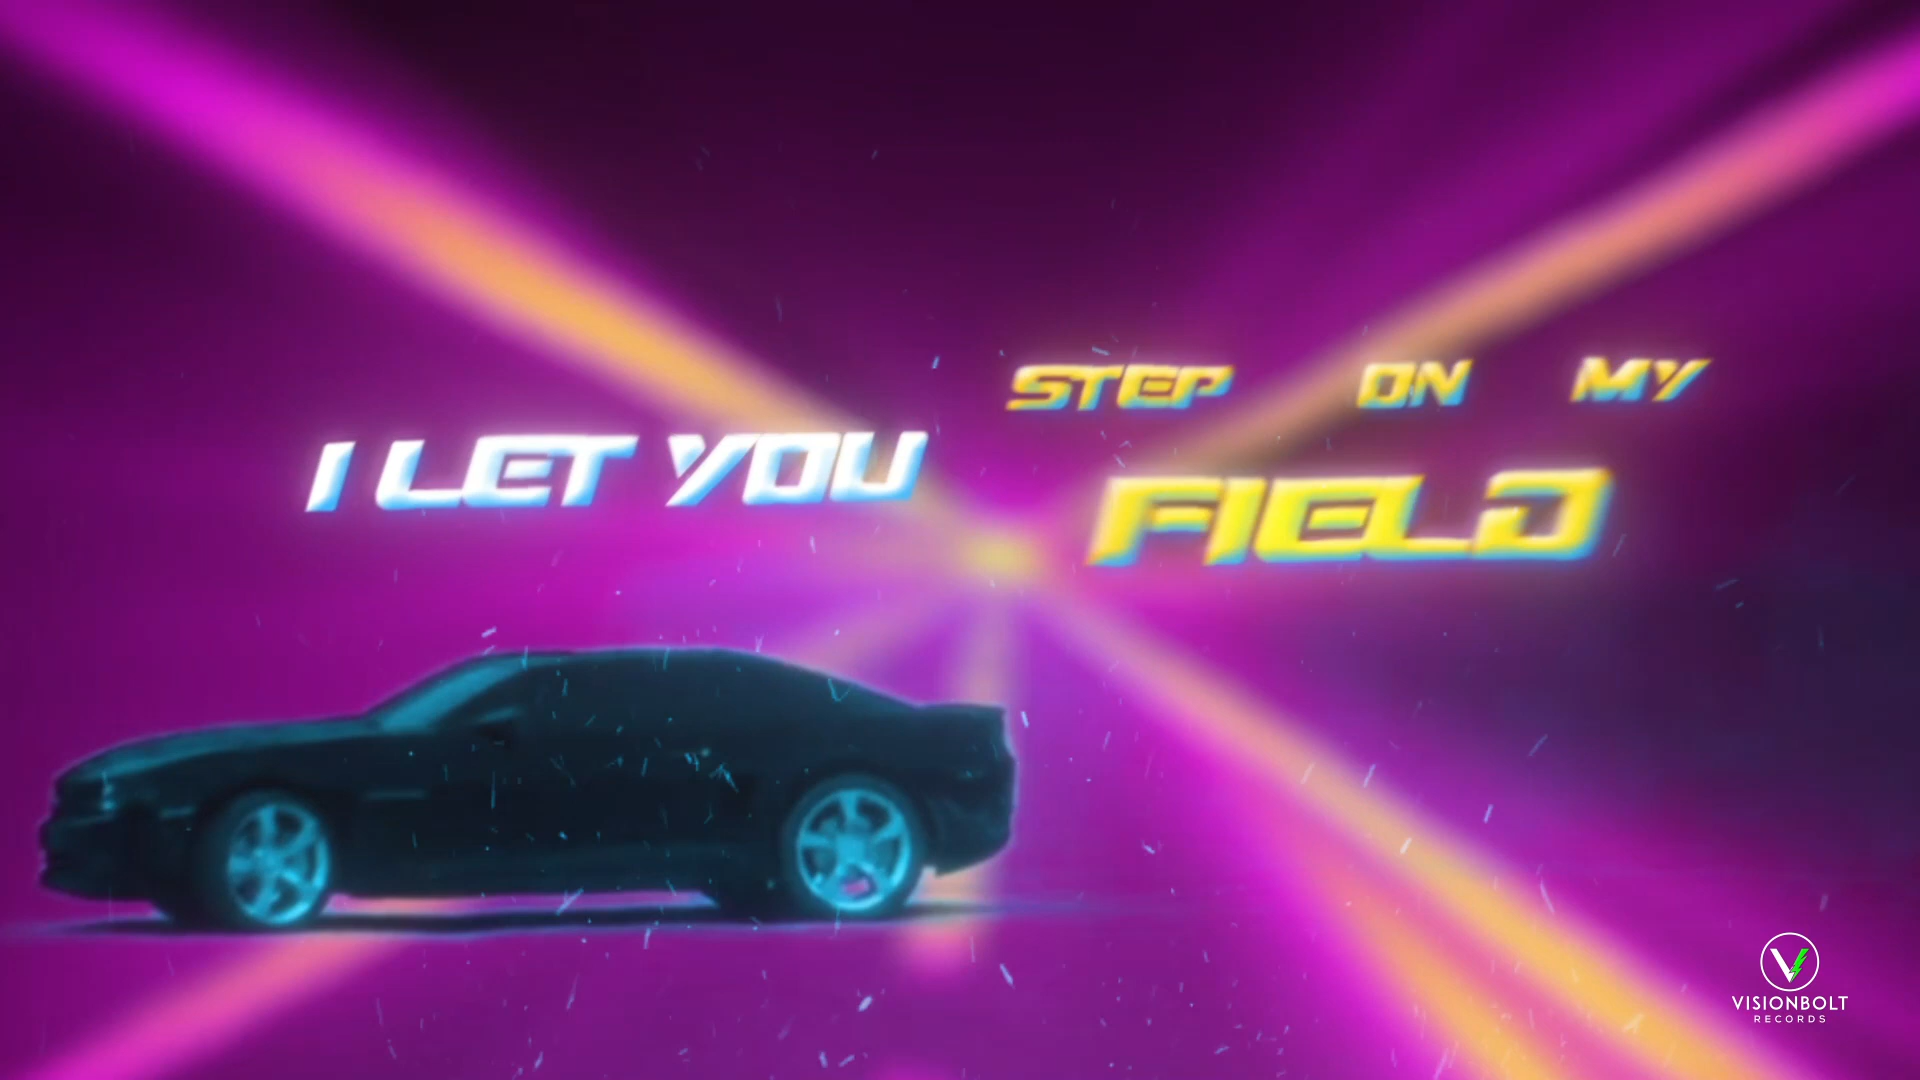 I LET YOU
STEP ON MY
FIELD
VISIONBOLT
RECORDS